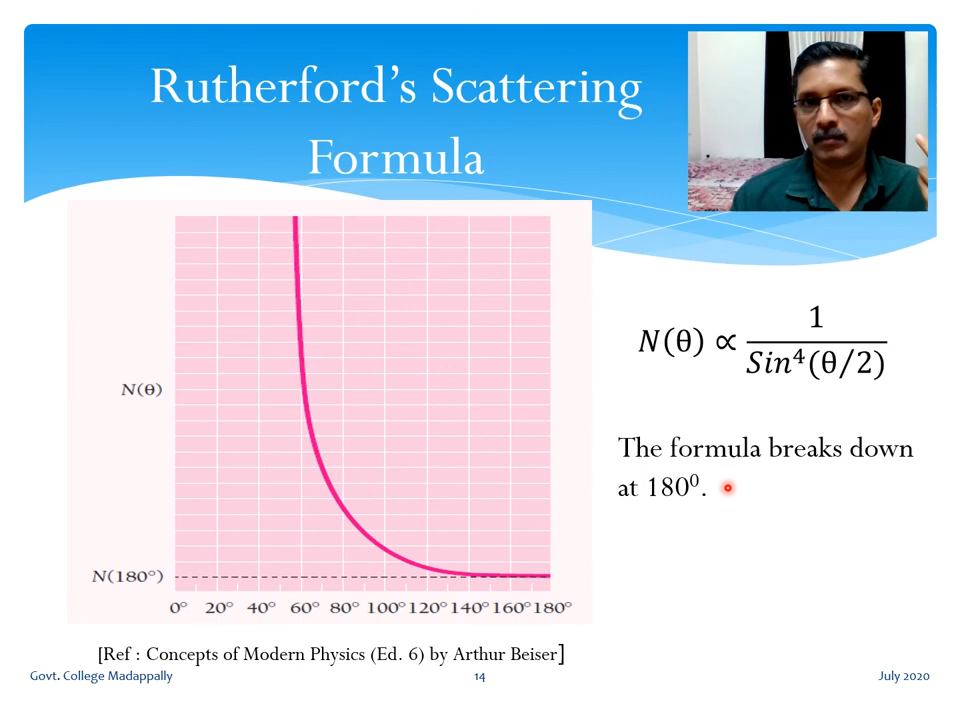 Rutherford's Scattering
Formula
N(θ)
N(180°)
0° 20° 40° 60° 80° 100° 120° 140° 160° 180°
N(θ) ∝ 1/Sin⁴(θ/2)
The formula breaks down
at 180⁰.
[Ref : Concepts of Modern Physics (Ed. 6) by Arthur Beiser]
Govt. College Madappally 14 July 2020